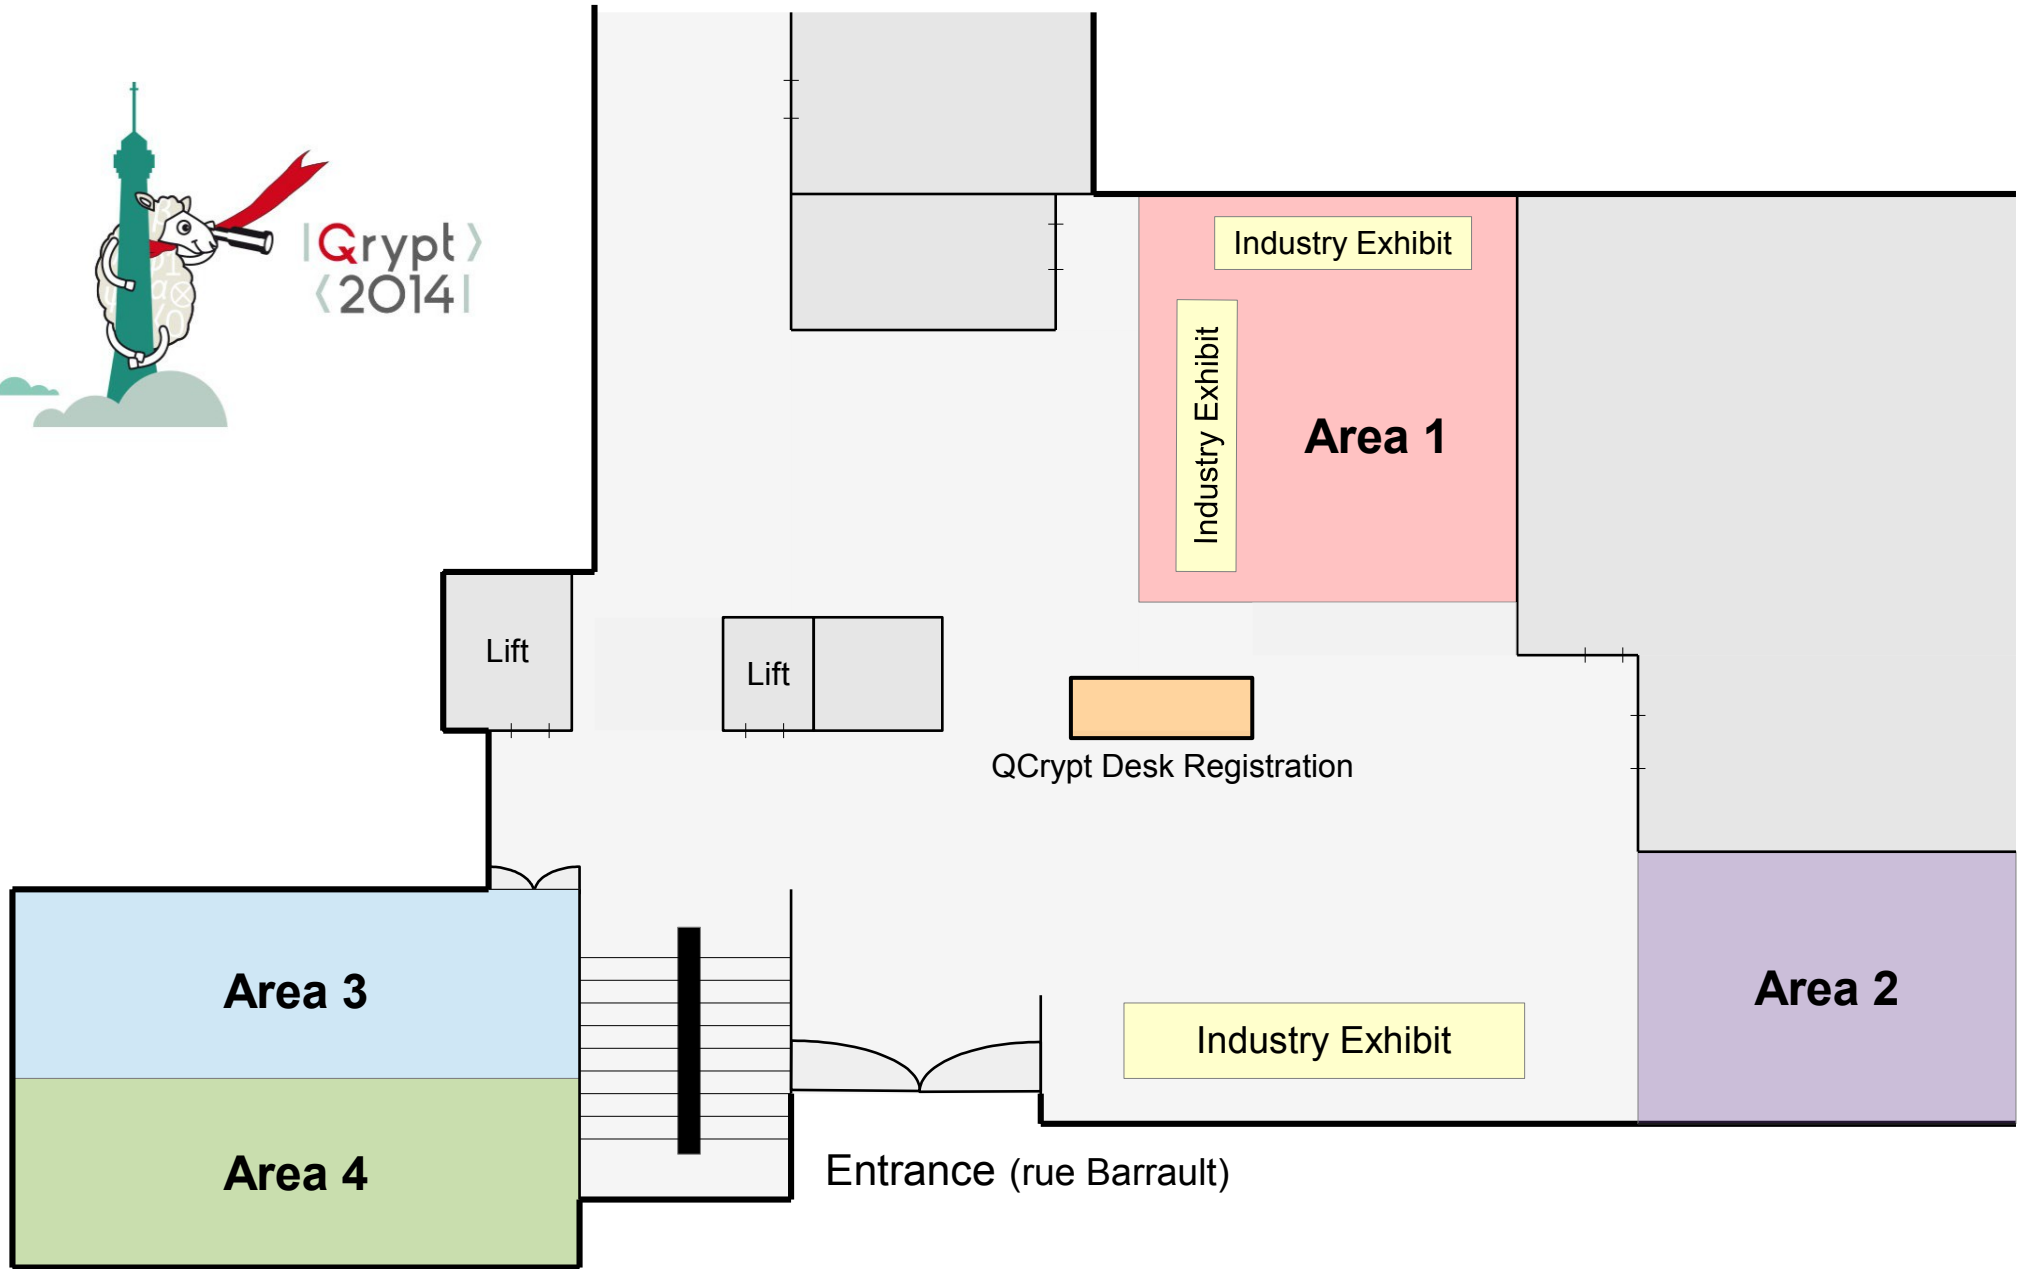 |Qrypt⟩
⟨2014|
Industry Exhibit
Industry Exhibit
Area 1
Lift
Lift
QCrypt Desk Registration
Area 3
Area 2
Industry Exhibit
Area 4
Entrance (rue Barrault)